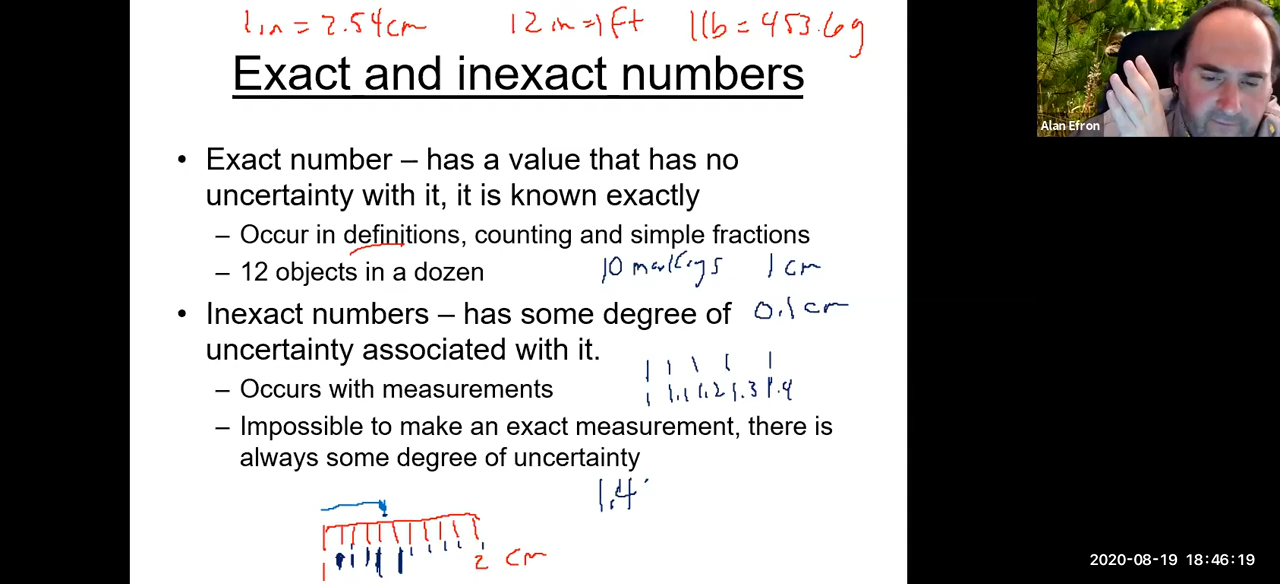 1in = 2.54cm 12in=1ft 1lb = 453.6g
Exact and inexact numbers
Alan Efron
• Exact number – has a value that has no
uncertainty with it, it is known exactly
– Occur in definitions, counting and simple fractions
– 12 objects in a dozen 10 markings 1 cm
• Inexact numbers – has some degree of 0.1cm
uncertainty associated with it.
– Occurs with measurements 1 1.1 1.2 1.3 1.4
– Impossible to make an exact measurement, there is
always some degree of uncertainty
1.4
1 2 cm
2020-08-19 18:46:19